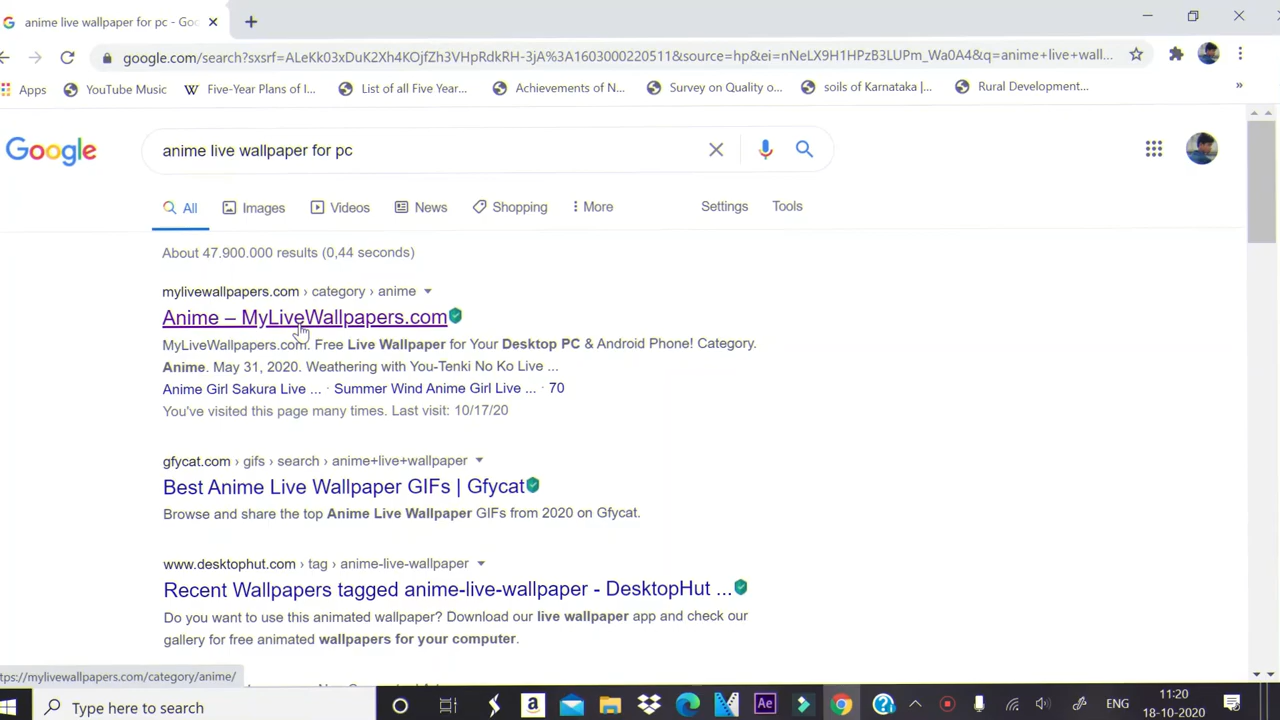 anime live wallpaper for pc - Goo
google.com/search?sxsrf=ALeKk03xDuK2Xh4KOjfZh3VHpGdkRH-3jA%3A1603000220511&source=hp&ei=nNeLX9H1HPzB3LUPm_Wa0A4&q=anime+live+wall...
Apps YouTube Music Five-Year Plans of I... List of all Five Year... Achievements of N... Survey on Quality o... soils of Karnataka |... Rural Development... »
Google anime live wallpaper for pc
All Images Videos News Shopping More Settings Tools
About 47.900.000 results (0,44 seconds)
mylivewallpapers.com › category › anime
Anime – MyLiveWallpapers.com
MyLiveWallpapers.com. Free Live Wallpaper for Your Desktop PC & Android Phone! Category.
Anime. May 31, 2020. Weathering with You-Tenki No Ko Live ...
Anime Girl Sakura Live ... · Summer Wind Anime Girl Live ... · 70
You've visited this page many times. Last visit: 10/17/20
gfycat.com › gifs › search › anime+live+wallpaper
Best Anime Live Wallpaper GIFs | Gfycat
Browse and share the top Anime Live Wallpaper GIFs from 2020 on Gfycat.
www.desktophut.com › tag › anime-live-wallpaper
Recent Wallpapers tagged anime-live-wallpaper - DesktopHut ...
Do you want to use this animated wallpaper? Download our live wallpaper app and check our
gallery for free animated wallpapers for your computer.
tps://mylivewallpapers.com/category/anime/
Type here to search a Ae ENG 11:20
18-10-2020